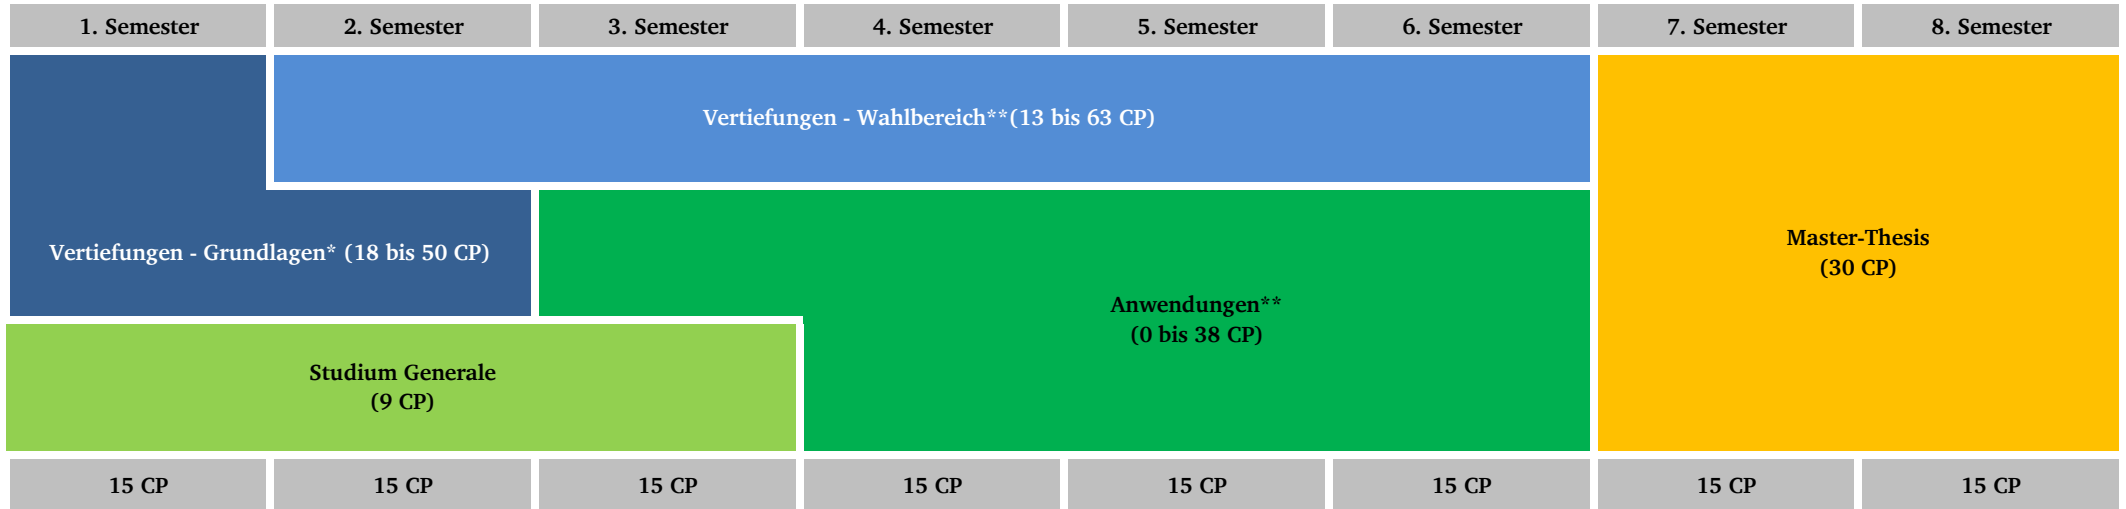 1. Semester 2. Semester 3. Semester 4. Semester 5. Semester 6. Semester 7. Semester 8. Semester
Vertiefungen - Wahlbereich**(13 bis 63 CP)
Vertiefungen - Grundlagen* (18 bis 50 CP)
Master-Thesis
(30 CP)
Anwendungen**
(0 bis 38 CP)
Studium Generale
(9 CP)
15 CP 15 CP 15 CP 15 CP 15 CP 15 CP 15 CP 15 CP